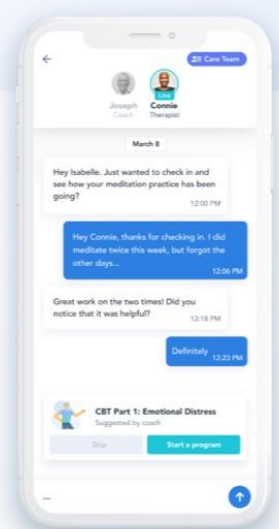 Care Team
Live
Joseph
Connie
Coach
Therapist
March 8
Hey Isabelle. Just wanted to check in and
see how your meditation practice has been
going?
12:00 PM
Hey Connie, thanks for checking in. I did
meditate twice this week, but forgot the
other days...
12:06 PM
Great work on the two times! Did you
notice that it was helpful?
12:18 PM
Definitely
12:23 PM
CBT Part 1: Emotional Distress
Suggested by coach
Skip
Start a program